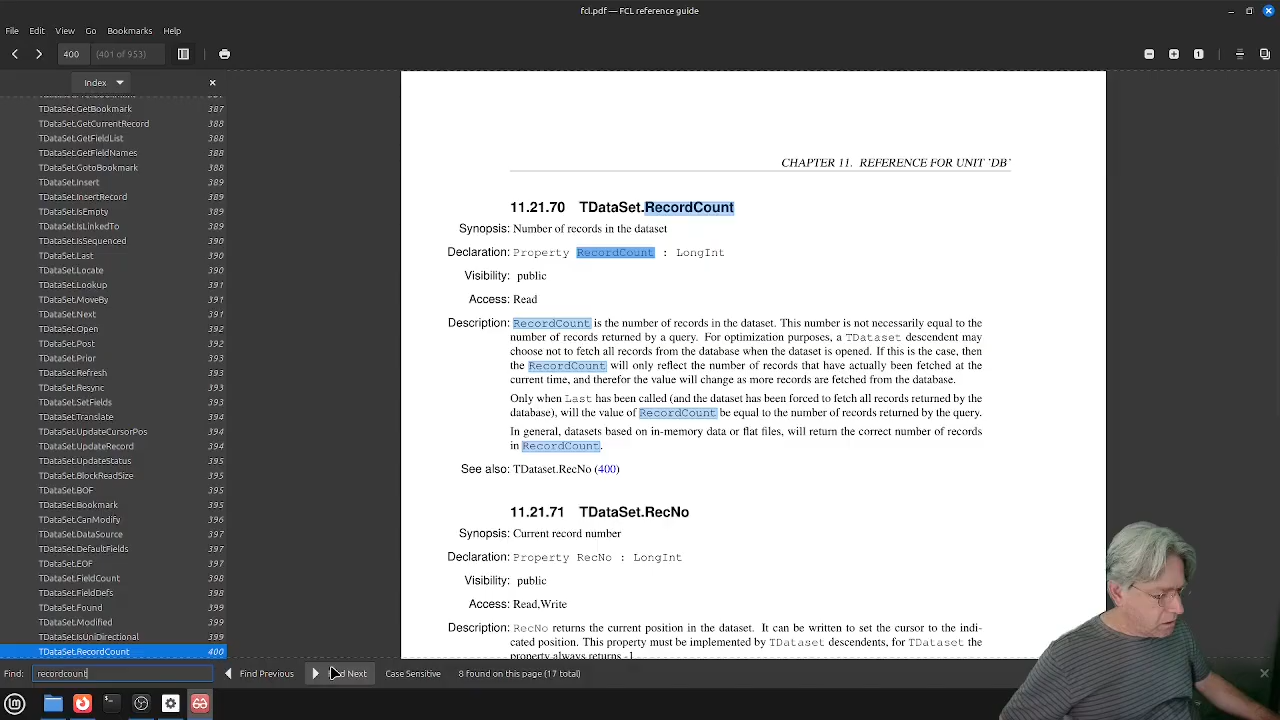 fcl.pdf — FCL reference guide
File Edit View Go Bookmarks Help
400 (401 of 953)
Index
TDataSet.GetBookmark 387
TDataSet.GetCurrentRecord 388
TDataSet.GetFieldList 388
TDataSet.GetFieldNames 388
TDataSet.GotoBookmark 388
TDataSet.Insert 389
TDataSet.InsertRecord 389
TDataSet.IsEmpty 389
TDataSet.IsLinkedTo 389
TDataSet.IsSequenced 390
TDataSet.Last 390
TDataSet.Locate 390
TDataSet.Lookup 391
TDataSet.MoveBy 391
TDataSet.Next 391
TDataSet.Open 392
TDataSet.Post 392
TDataSet.Prior 393
TDataSet.Refresh 393
TDataSet.Resync 393
TDataSet.SetFields 393
TDataSet.Translate 394
TDataSet.UpdateCursorPos 394
TDataSet.UpdateRecord 394
TDataSet.UpdateStatus 395
TDataSet.BlockReadSize 395
TDataSet.BOF 395
TDataSet.Bookmark 395
TDataSet.CanModify 396
TDataSet.DataSource 397
TDataSet.DefaultFields 397
TDataSet.EOF 397
TDataSet.FieldCount 398
TDataSet.FieldDefs 398
TDataSet.Found 399
TDataSet.Modified 399
TDataSet.IsUniDirectional 399
TDataSet.RecordCount 400
CHAPTER 11. REFERENCE FOR UNIT 'DB'
11.21.70 TDataSet.RecordCount
Synopsis: Number of records in the dataset
Declaration: Property RecordCount : LongInt
Visibility: public
Access: Read
Description: RecordCount is the number of records in the dataset. This number is not necessarily equal to the
number of records returned by a query. For optimization purposes, a TDataset descendent may
choose not to fetch all records from the database when the dataset is opened. If this is the case, then
the RecordCount will only reflect the number of records that have actually been fetched at the
current time, and therefor the value will change as more records are fetched from the database.
Only when Last has been called (and the dataset has been forced to fetch all records returned by the
database), will the value of RecordCount be equal to the number of records returned by the query.
In general, datasets based on in-memory data or flat files, will return the correct number of records
in RecordCount.
See also: TDataset.RecNo (400)
11.21.71 TDataSet.RecNo
Synopsis: Current record number
Declaration: Property RecNo : LongInt
Visibility: public
Access: Read,Write
Description: RecNo returns the current position in the dataset. It can be written to set the cursor to the indi-
cated position. This property must be implemented by TDataset descendents, for TDataset the
property always returns -1.
Find: recordcount Find Previous Next Case Sensitive 8 found on this page (17 total)